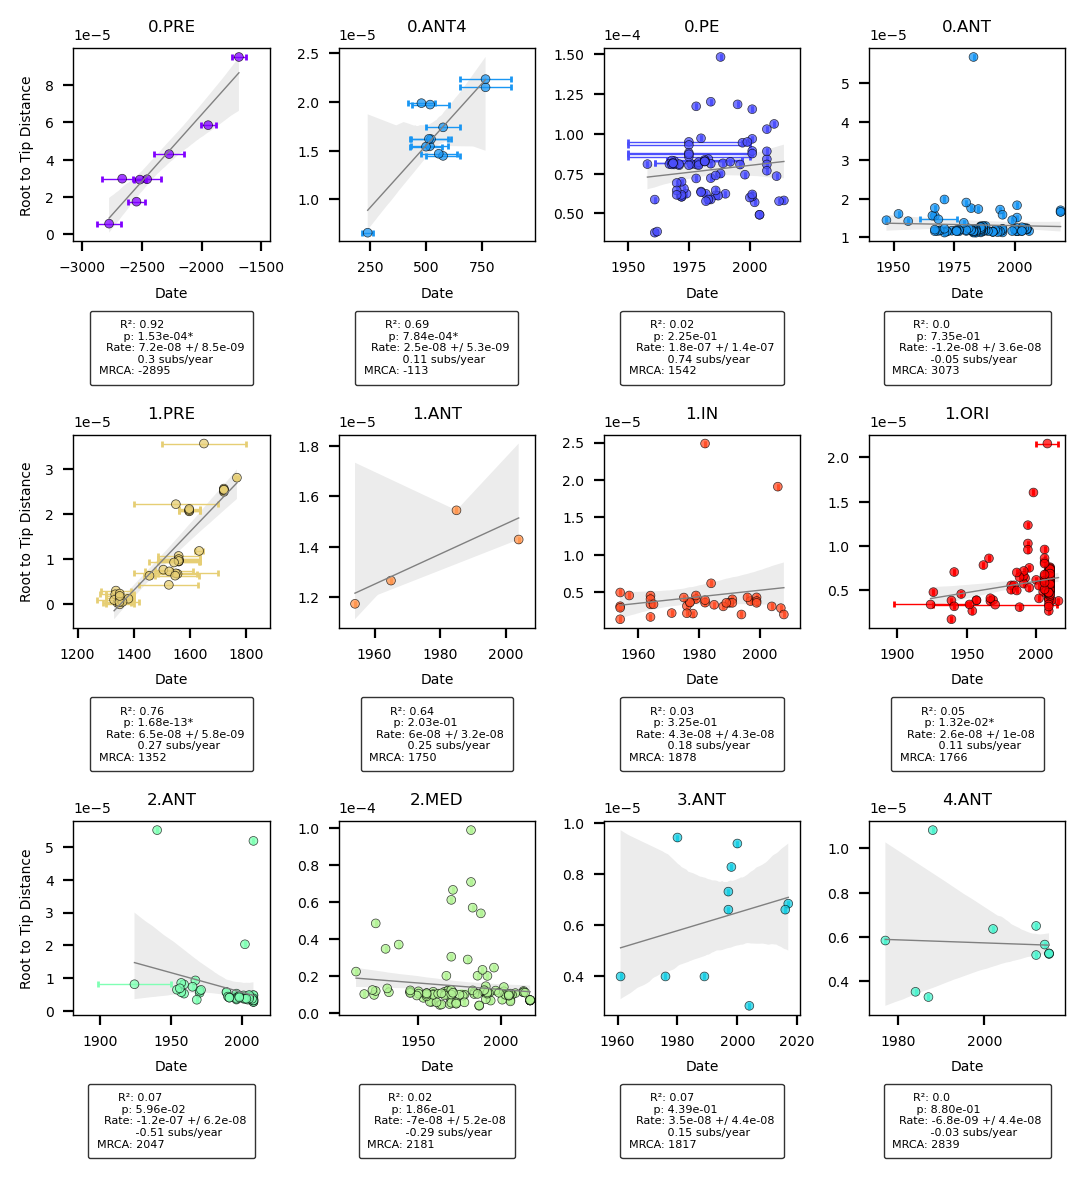 0.PRE
1e−5
8
6
4
2
0
Root to Tip Distance
−3000 −2500 −2000 −1500
Date
R²: 0.92
p: 1.53e-04*
Rate: 7.2e-08 +/ 8.5e-09
0.3 subs/year
MRCA: -2895
0.ANT4
1e−5
2.5
2.0
1.5
1.0
250 500 750
Date
R²: 0.69
p: 7.84e-04*
Rate: 2.5e-08 +/ 5.3e-09
0.11 subs/year
MRCA: -113
0.PE
1e−4
1.50
1.25
1.00
0.75
0.50
1950 1975 2000
Date
R²: 0.02
p: 2.25e-01
Rate: 1.8e-07 +/ 1.4e-07
0.74 subs/year
MRCA: 1542
0.ANT
1e−5
5
4
3
2
1
1950 1975 2000
Date
R²: 0.0
p: 7.35e-01
Rate: -1.2e-08 +/ 3.6e-08
-0.05 subs/year
MRCA: 3073
1.PRE
1e−5
3
2
1
0
Root to Tip Distance
1200 1400 1600 1800
Date
R²: 0.76
p: 1.68e-13*
Rate: 6.5e-08 +/ 5.8e-09
0.27 subs/year
MRCA: 1352
1.ANT
1e−5
1.8
1.6
1.4
1.2
1960 1980 2000
Date
R²: 0.64
p: 2.03e-01
Rate: 6e-08 +/ 3.2e-08
0.25 subs/year
MRCA: 1750
1.IN
1e−5
2.5
2.0
1.5
1.0
0.5
1960 1980 2000
Date
R²: 0.03
p: 3.25e-01
Rate: 4.3e-08 +/ 4.3e-08
0.18 subs/year
MRCA: 1878
1.ORI
1e−5
2.0
1.5
1.0
0.5
1900 1950 2000
Date
R²: 0.05
p: 1.32e-02*
Rate: 2.6e-08 +/ 1e-08
0.11 subs/year
MRCA: 1766
2.ANT
1e−5
5
4
3
2
1
0
Root to Tip Distance
1900 1950 2000
Date
R²: 0.07
p: 5.96e-02
Rate: -1.2e-07 +/ 6.2e-08
-0.51 subs/year
MRCA: 2047
2.MED
1e−4
1.0
0.8
0.6
0.4
0.2
0.0
1950 2000
Date
R²: 0.02
p: 1.86e-01
Rate: -7e-08 +/ 5.2e-08
-0.29 subs/year
MRCA: 2181
3.ANT
1e−5
1.0
0.8
0.6
0.4
1960 1980 2000 2020
Date
R²: 0.07
p: 4.39e-01
Rate: 3.5e-08 +/ 4.4e-08
0.15 subs/year
MRCA: 1817
4.ANT
1e−5
1.0
0.8
0.6
0.4
1980 2000
Date
R²: 0.0
p: 8.80e-01
Rate: -6.8e-09 +/ 4.4e-08
-0.03 subs/year
MRCA: 2839